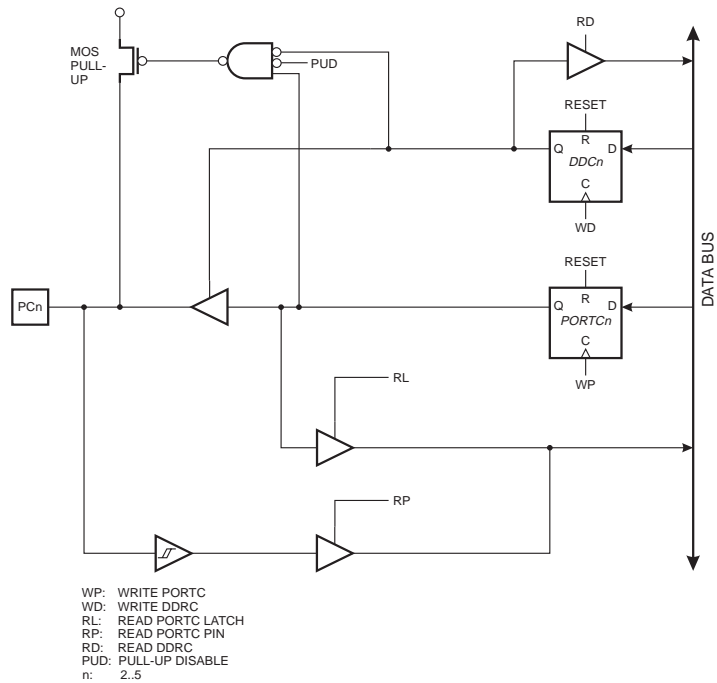 RD
MOS
PULL-
UP
PUD
RESET
R
Q
D
DDCn
C
WD
RESET
R
PCn
Q
D
PORTCn
C
WP
DATA BUS
RL
RP
WP: WRITE PORTC
WD: WRITE DDRC
RL: READ PORTC LATCH
RP: READ PORTC PIN
RD: READ DDRC
PUD: PULL-UP DISABLE
n: 2..5